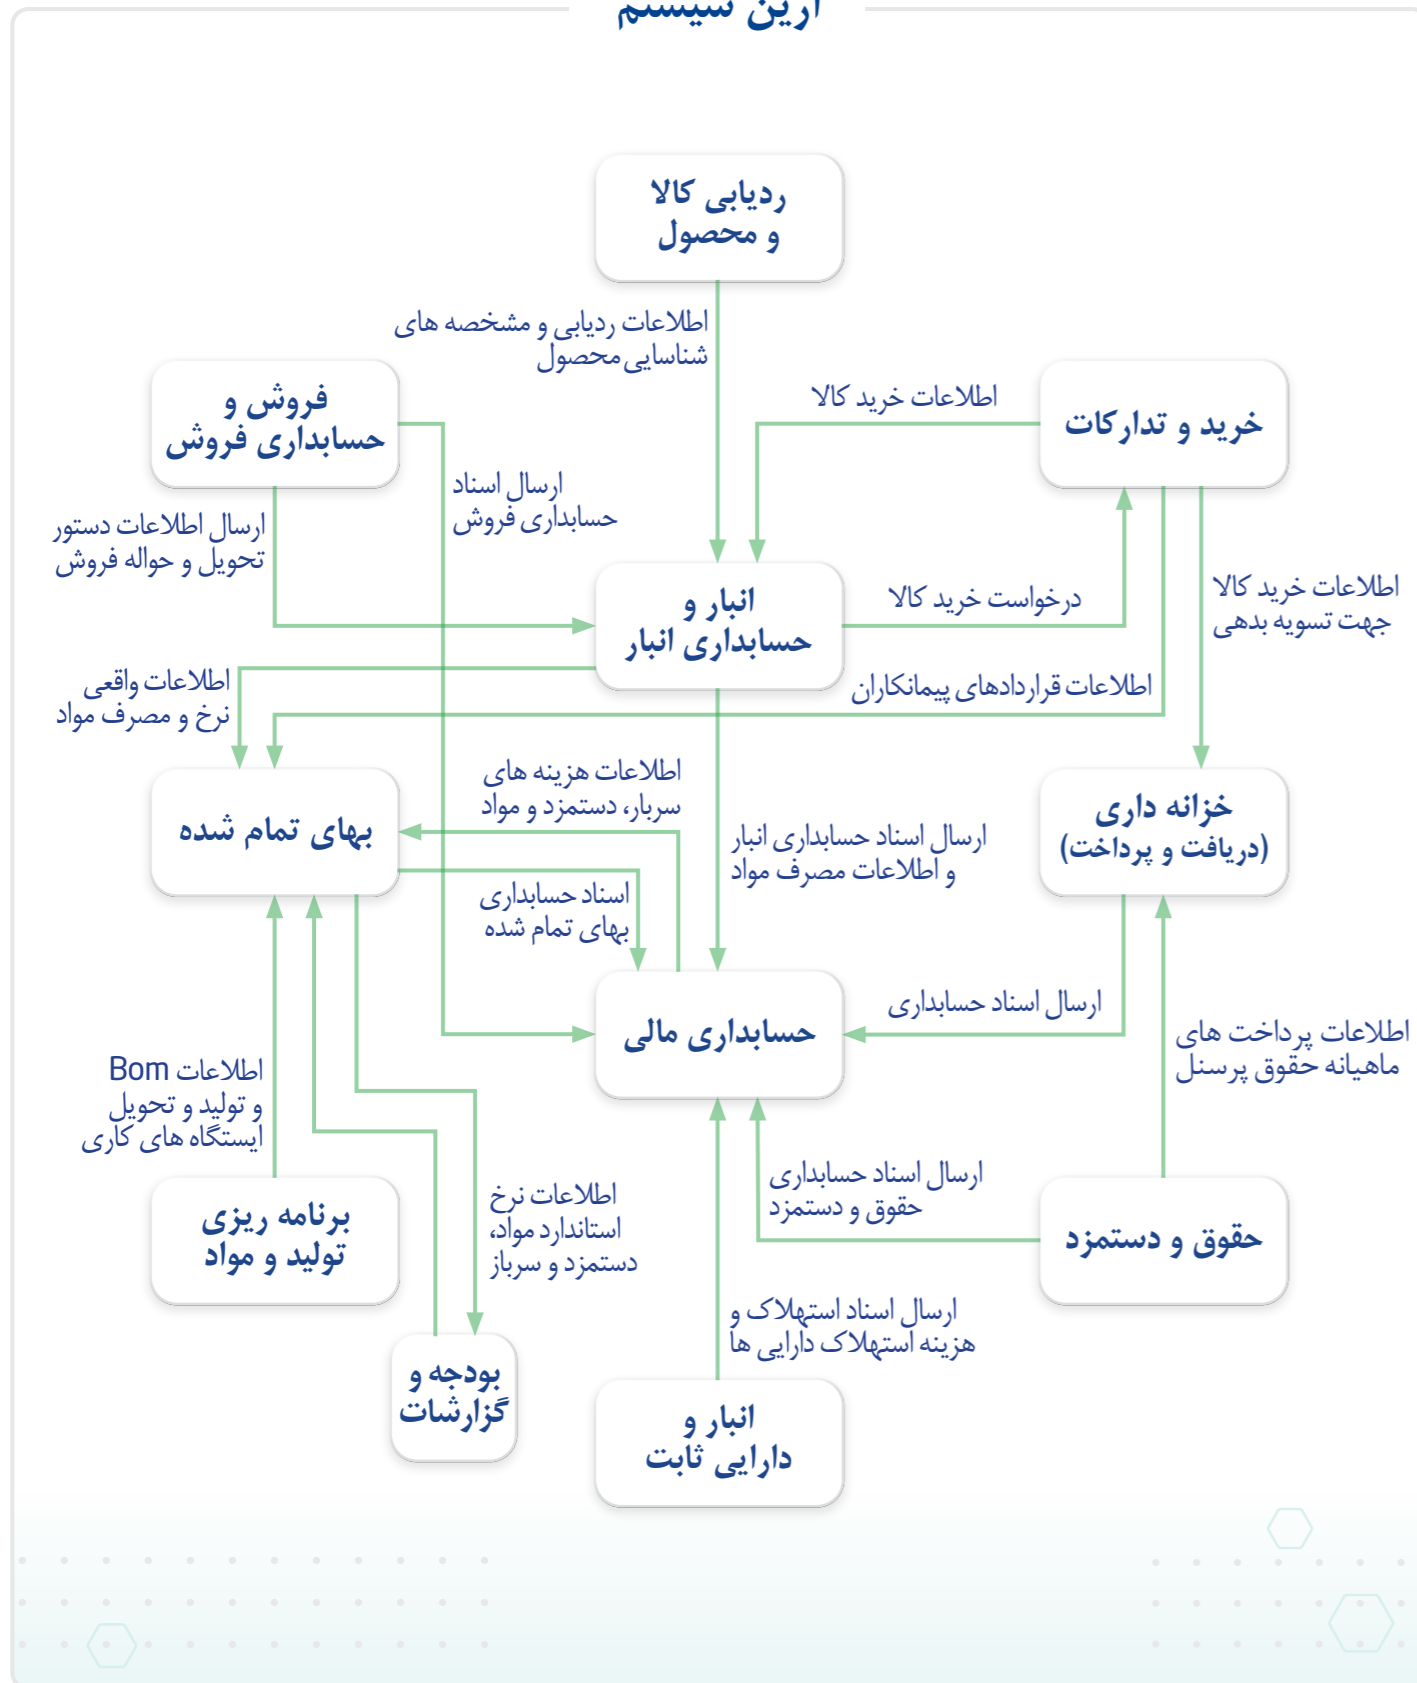 آرین سیستم
ردیابی کالا
و محصول
اطلاعات ردیابی و مشخصه های
شناسایی محصول
خرید و تدارکات
اطلاعات خرید کالا
فروش و
حسابداری فروش
ارسال اسناد
حسابداری فروش
ارسال اطلاعات دستور
تحویل و حواله فروش
اطلاعات خرید کالا
جهت تسویه بدهی
درخواست خرید کالا
انبار و
حسابداری انبار
اطلاعات قراردادهای پیمانکاران
اطلاعات واقعی
نرخ و مصرف مواد
خزانه داری
(دریافت و پرداخت)
ارسال اسناد حسابداری انبار
و اطلاعات مصرف مواد
اطلاعات هزینه های
سربار، دستمزد و مواد
بهای تمام شده
اسناد حسابداری
بهای تمام شده
ارسال اسناد حسابداری
حسابداری مالی
اطلاعات پرداخت های
ماهیانه حقوق پرسنل
اطلاعات Bom
و تولید و تحویل
ایستگاه های کاری
حقوق و دستمزد
ارسال اسناد حسابداری
حقوق و دستمزد
اطلاعات نرخ
استاندارد مواد،
دستمزد و سرباز
برنامه ریزی
تولید و مواد
ارسال اسناد استهلاک و
هزینه استهلاک دارایی ها
بودجه و
گزارشات
انبار و
دارایی ثابت